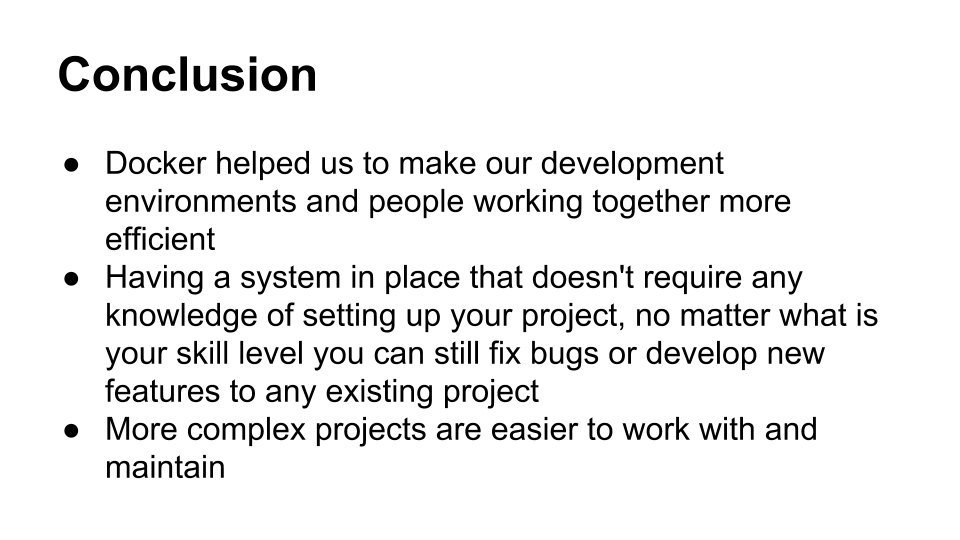 Conclusion
● Docker helped us to make our development
environments and people working together more
efficient
● Having a system in place that doesn't require any
knowledge of setting up your project, no matter what is
your skill level you can still fix bugs or develop new
features to any existing project
● More complex projects are easier to work with and
maintain